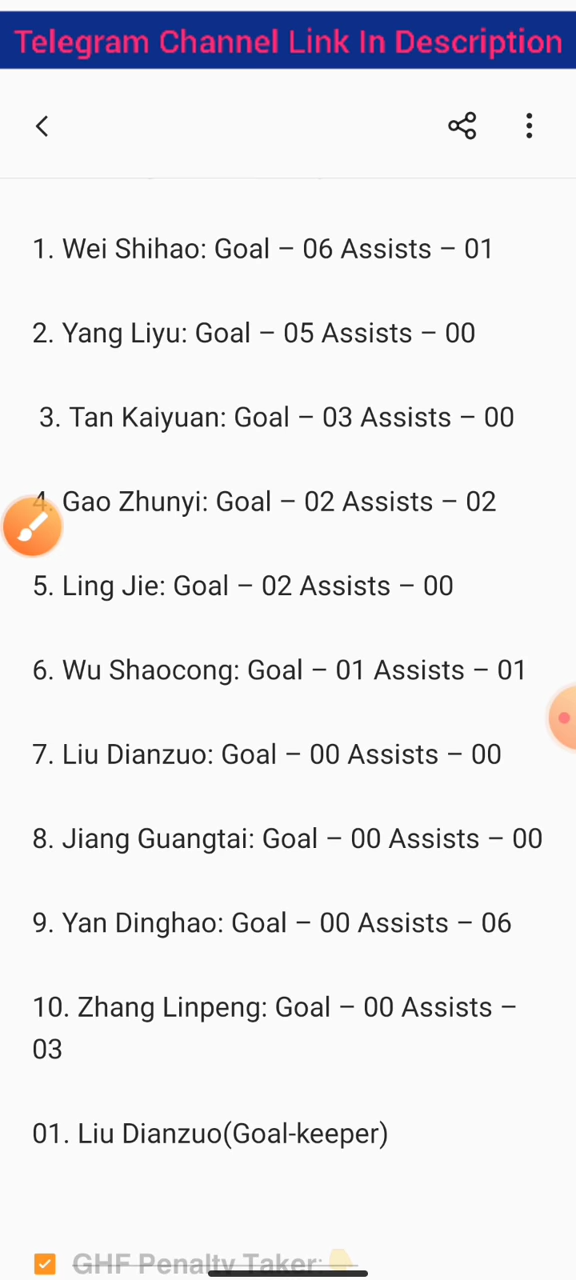 Telegram Channel Link In Description
1. Wei Shihao: Goal – 06 Assists – 01
2. Yang Liyu: Goal – 05 Assists – 00
3. Tan Kaiyuan: Goal – 03 Assists – 00
4. Gao Zhunyi: Goal – 02 Assists – 02
5. Ling Jie: Goal – 02 Assists – 00
6. Wu Shaocong: Goal – 01 Assists – 01
7. Liu Dianzuo: Goal – 00 Assists – 00
8. Jiang Guangtai: Goal – 00 Assists – 00
9. Yan Dinghao: Goal – 00 Assists – 06
10. Zhang Linpeng: Goal – 00 Assists –
03
01. Liu Dianzuo(Goal-keeper)
GHF Penalty Taker: